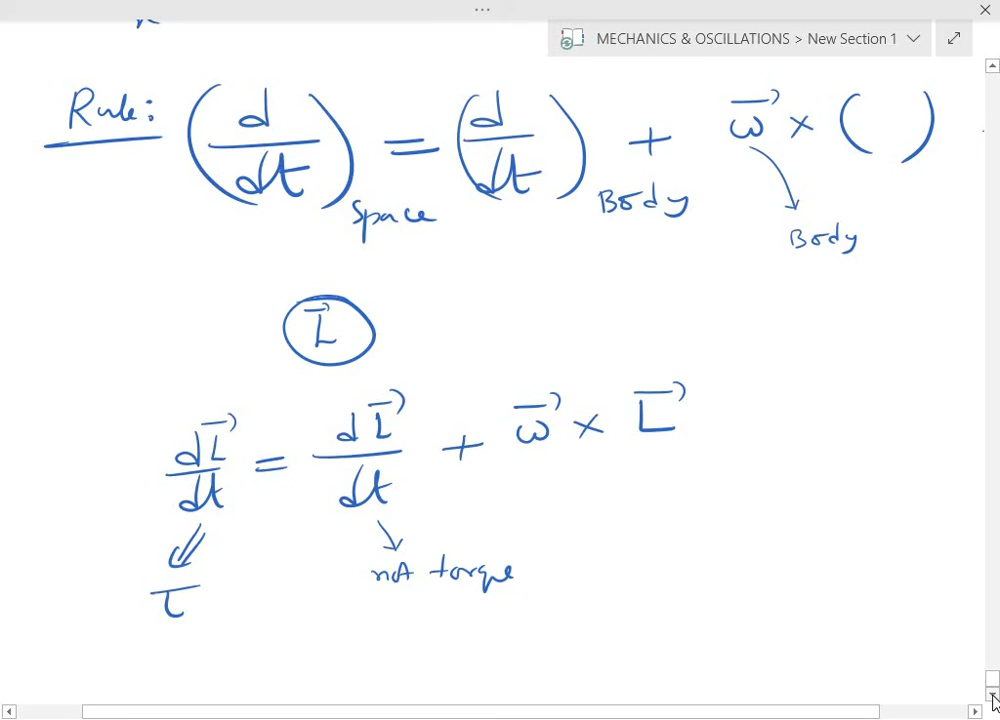 MECHANICS & OSCILLATIONS > New Section 1
Rule: (d/dt)Space = (d/dt)Body + ω⃗ × ( )
Body
L⃗
dL⃗/dt = dL⃗/dt + ω⃗ × L⃗
not torque
τ